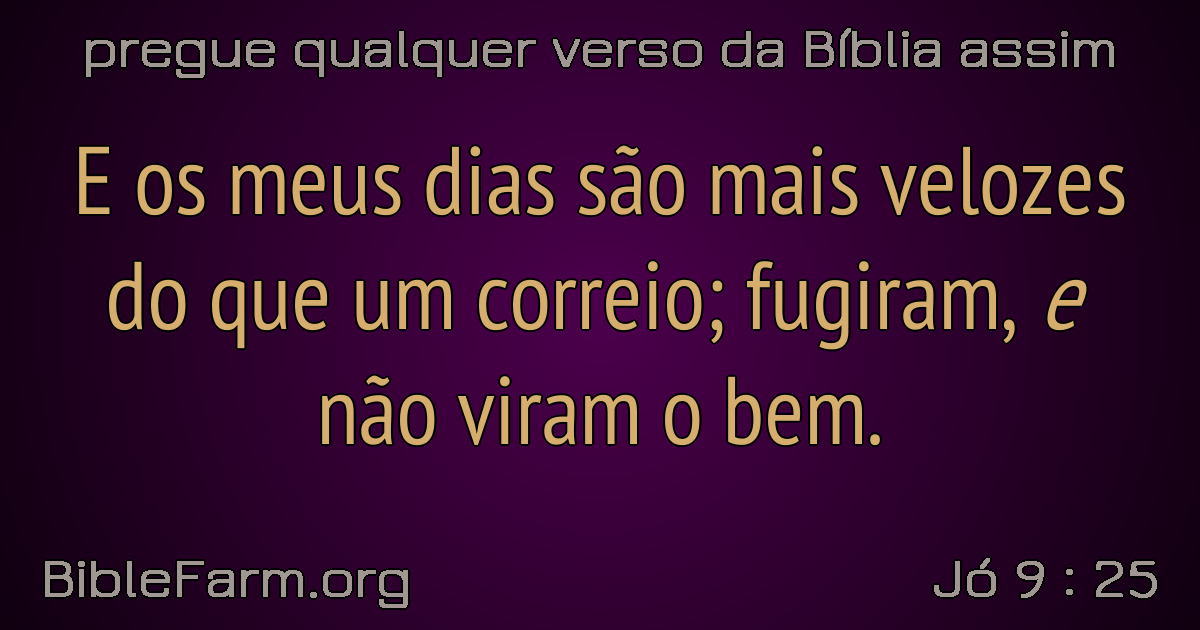 pregue qualquer verso da Bíblia assim
E os meus dias são mais velozes
do que um correio; fugiram, e
não viram o bem.
BibleFarm.org
Jó 9 : 25